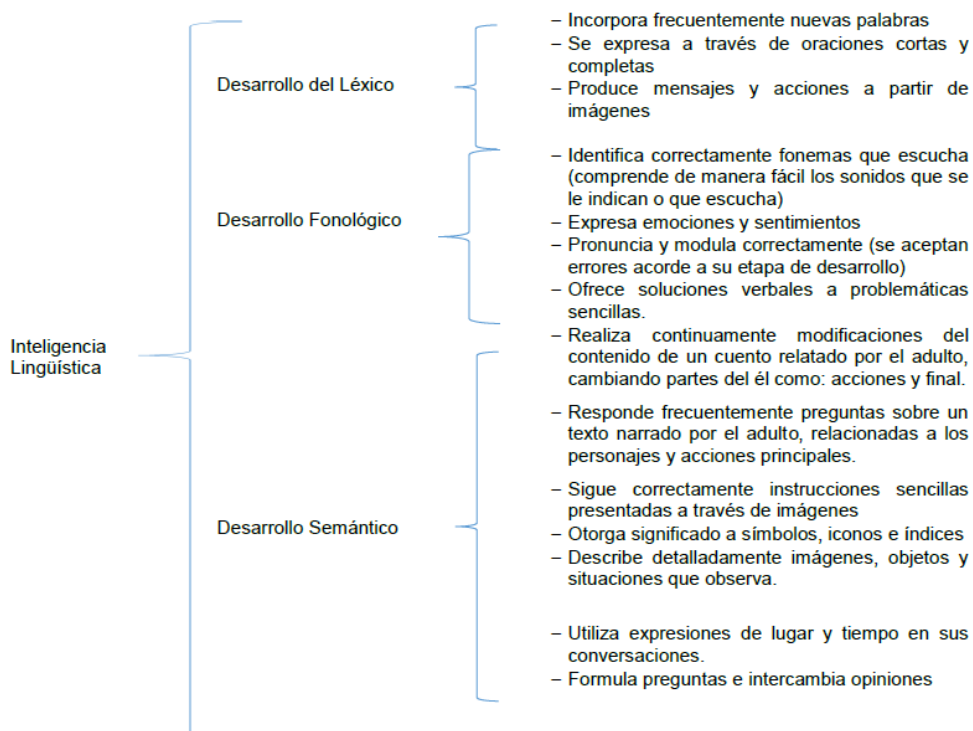 – Incorpora frecuentemente nuevas palabras
– Se expresa a través de oraciones cortas y
completas
Desarrollo del Léxico
– Produce mensajes y acciones a partir de
imágenes
– Identifica correctamente fonemas que escucha
(comprende de manera fácil los sonidos que se
le indican o que escucha)
Desarrollo Fonológico
– Expresa emociones y sentimientos
– Pronuncia y modula correctamente (se aceptan
errores acorde a su etapa de desarrollo)
– Ofrece soluciones verbales a problemáticas
sencillas.
Inteligencia
Lingüística
– Realiza continuamente modificaciones del
contenido de un cuento relatado por el adulto,
cambiando partes del él como: acciones y final.
– Responde frecuentemente preguntas sobre un
texto narrado por el adulto, relacionadas a los
personajes y acciones principales.
– Sigue correctamente instrucciones sencillas
presentadas a través de imágenes
Desarrollo Semántico
– Otorga significado a símbolos, iconos e índices
– Describe detalladamente imágenes, objetos y
situaciones que observa.
– Utiliza expresiones de lugar y tiempo en sus
conversaciones.
– Formula preguntas e intercambia opiniones